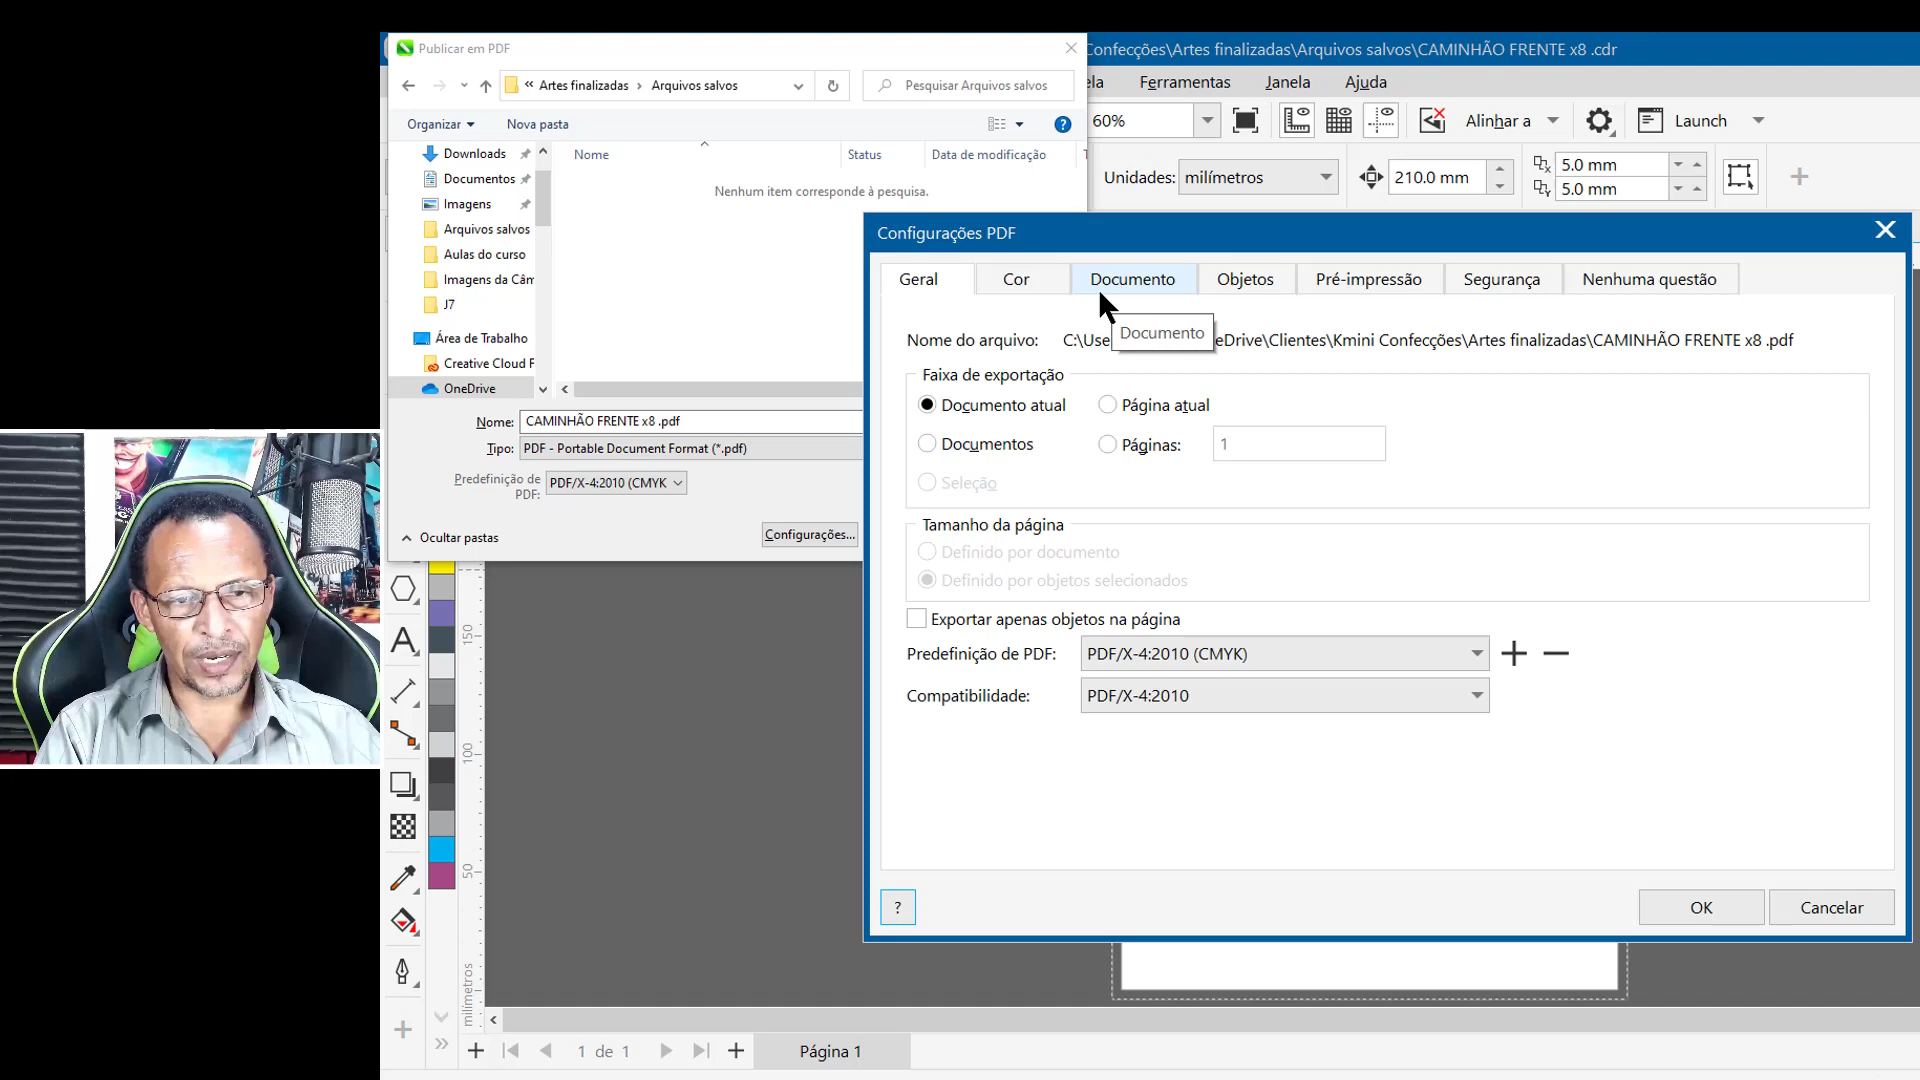 Publicar em PDF
Confecções\Artes finalizadas\Arquivos salvos\CAMINHÃO FRENTE x8 .cdr
« Artes finalizadas › Arquivos salvos
Pesquisar Arquivos salvos
Ferramentas
Janela
Ajuda
Organizar
Nova pasta
60%
Alinhar a
Launch
Downloads
Documentos
Imagens
Arquivos salvos
Aulas do curso
Imagens da Câm
J7
Área de Trabalho
Creative Cloud F
OneDrive
Nome
Status
Data de modificação
Nenhum item corresponde à pesquisa.
Unidades: milímetros
210.0 mm
5.0 mm
5.0 mm
Nome: CAMINHÃO FRENTE x8 .pdf
Tipo: PDF - Portable Document Format (*.pdf)
Predefinição de
PDF: PDF/X-4:2010 (CMYK
Ocultar pastas
Configurações...
Configurações PDF
Geral
Cor
Documento
Objetos
Pré-impressão
Segurança
Nenhuma questão
Documento
Nome do arquivo: C:\Use eDrive\Clientes\Kmini Confecções\Artes finalizadas\CAMINHÃO FRENTE x8 .pdf
Faixa de exportação
Documento atual
Página atual
Documentos
Páginas: 1
Seleção
Tamanho da página
Definido por documento
Definido por objetos selecionados
Exportar apenas objetos na página
Predefinição de PDF: PDF/X-4:2010 (CMYK)
Compatibilidade: PDF/X-4:2010
?
OK
Cancelar
150
100
50
milímetros
1 de 1
Página 1